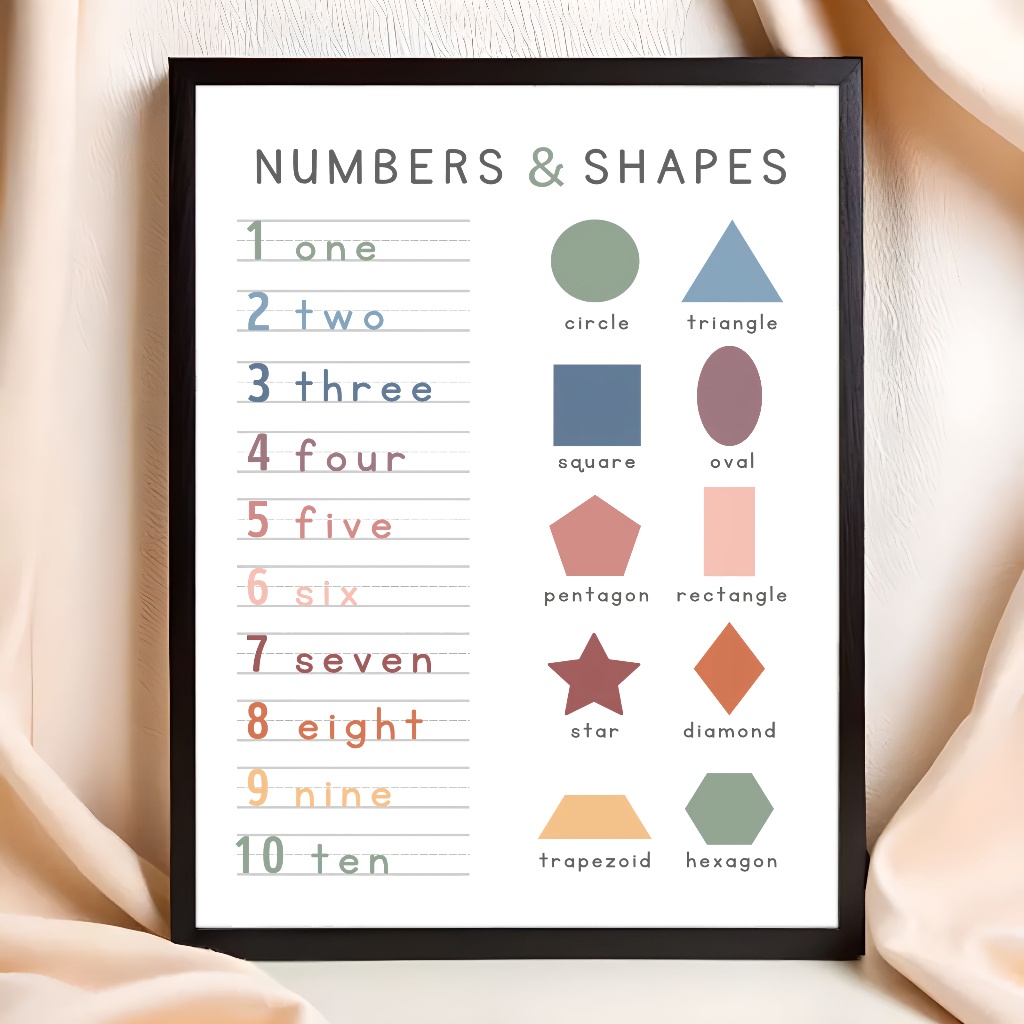 NUMBERS & SHAPES
1 one
2 two
3 three
4 four
5 five
6 six
7 seven
8 eight
9 nine
10 ten
circle triangle
square oval
pentagon rectangle
star diamond
trapezoid hexagon